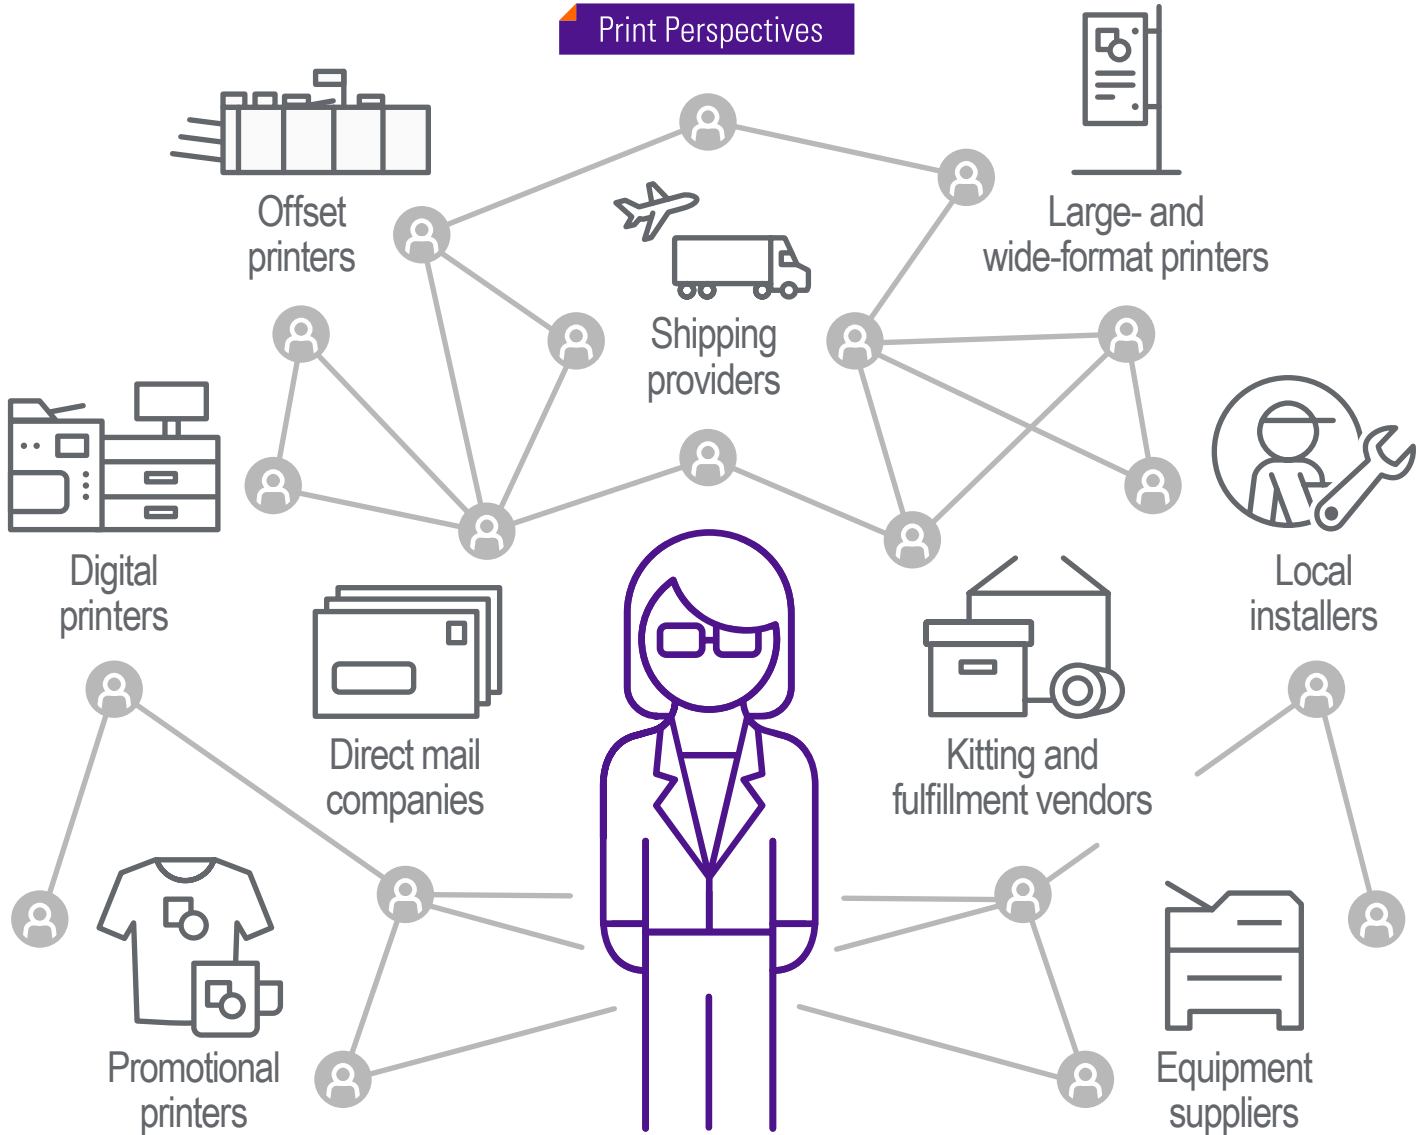 Print Perspectives
Offset
printers
Large- and
wide-format printers
Shipping
providers
Digital
printers
Local
installers
Direct mail
companies
Kitting and
fulfillment vendors
Promotional
printers
Equipment
suppliers